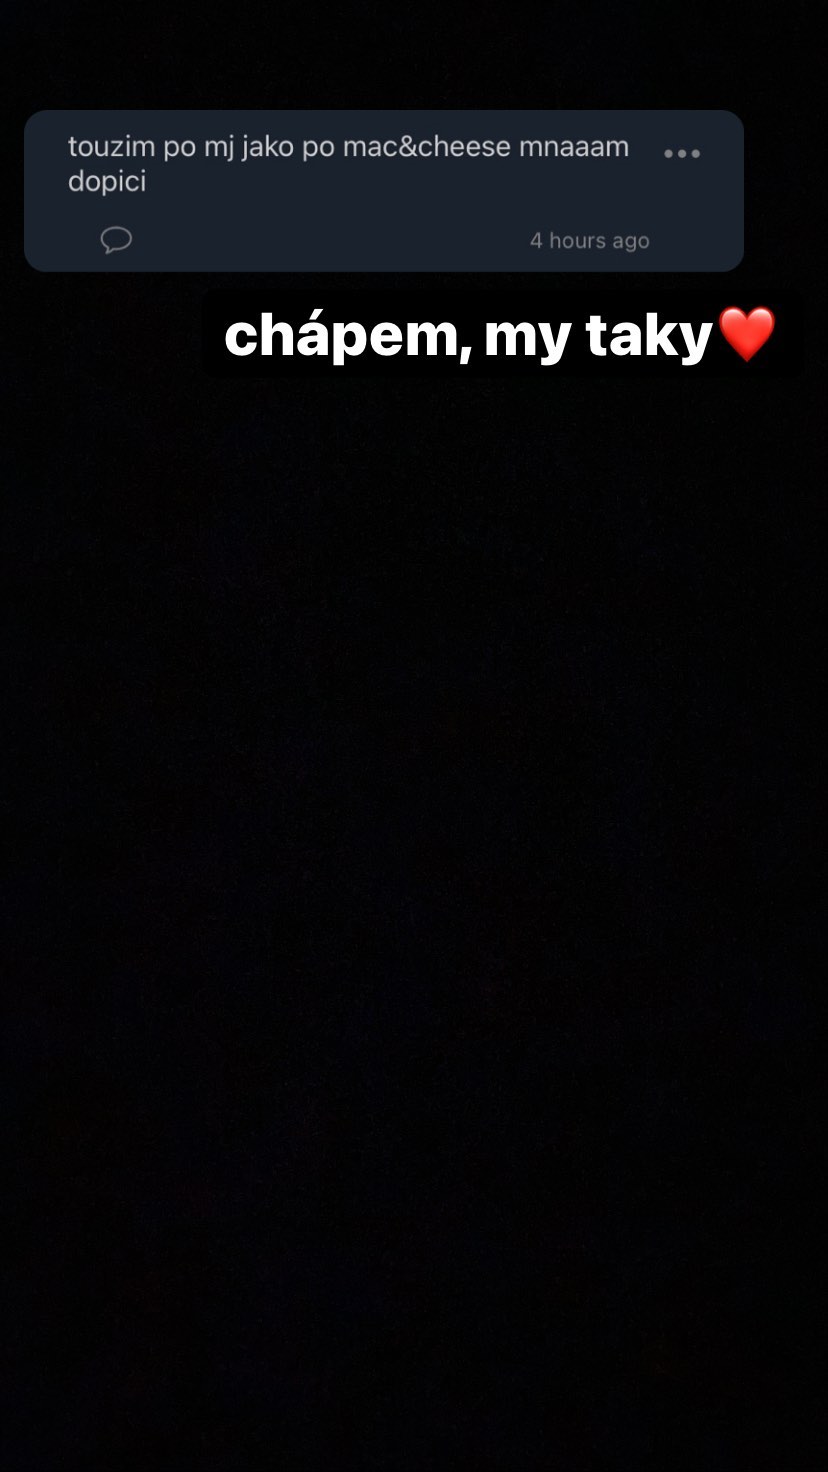 touzim po mj jako po mac&cheese mnaaam
dopici
4 hours ago
chápem, my taky❤️